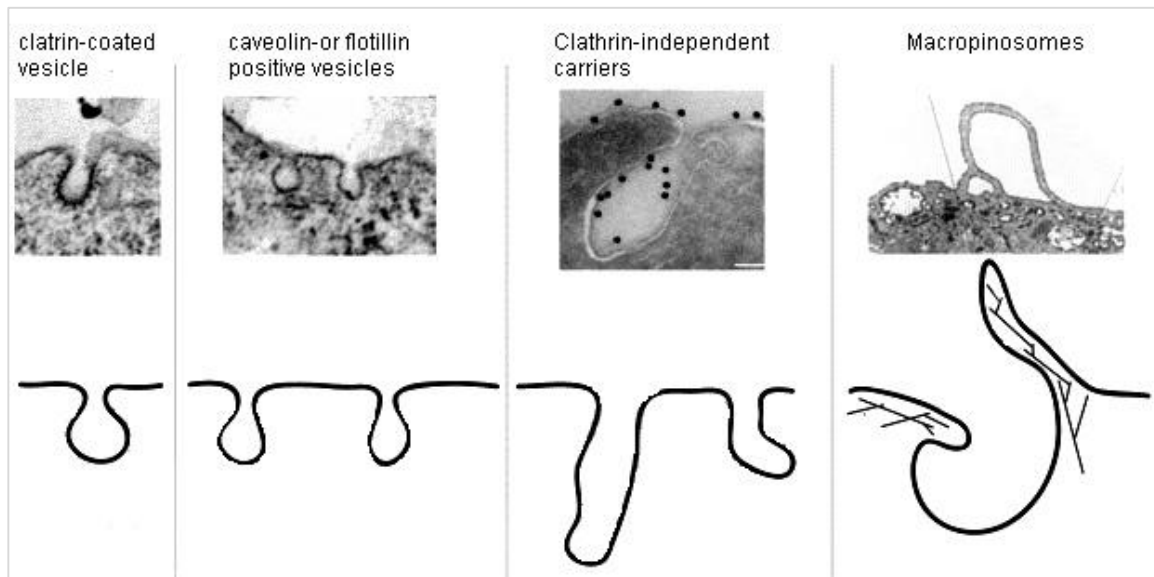 clatrin-coated
vesicle
caveolin-or flotillin
positive vesicles
Clathrin-independent
carriers
Macropinosomes